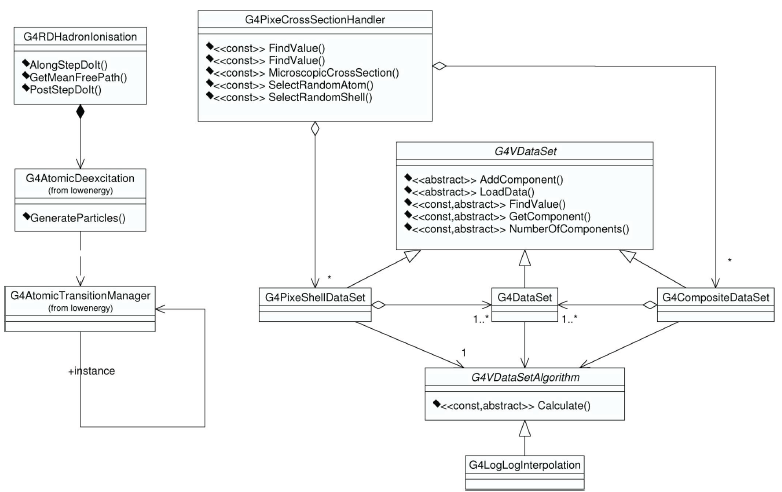 G4RDHadronIonisation
AlongStepDoIt()
GetMeanFreePath()
PostStepDoIt()
G4PixeCrossSectionHandler
<<const>> FindValue()
<<const>> FindValue()
<<const>> MicroscopicCrossSection()
<<const>> SelectRandomAtom()
<<const>> SelectRandomShell()
G4AtomicDeexcitation
(from lowenergy)
GenerateParticles()
G4VDataSet
<<abstract>> AddComponent()
<<abstract>> LoadData()
<<const,abstract>> FindValue()
<<const,abstract>> GetComponent()
<<const,abstract>> NumberOfComponents()
G4AtomicTransitionManager
(from lowenergy)
+instance
*
*
G4PixeShellDataSet
G4DataSet
G4CompositeDataSet
1..*
1..*
1
G4VDataSetAlgorithm
<<const,abstract>> Calculate()
G4LogLogInterpolation